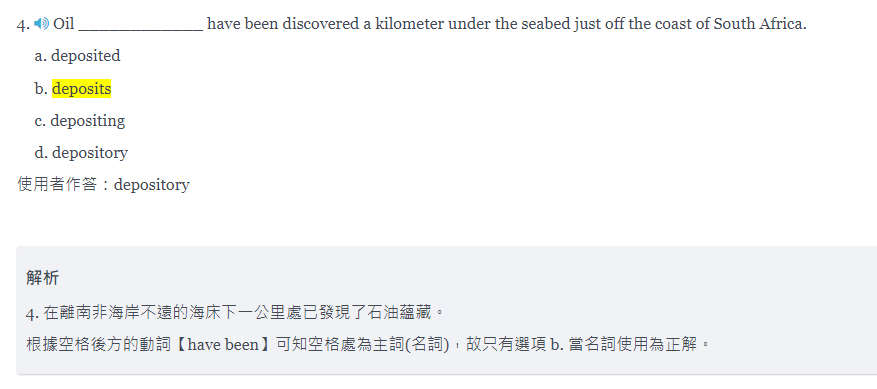 4. Oil _____________ have been discovered a kilometer under the seabed just off the coast of South Africa.
a. deposited
b. deposits
c. depositing
d. depository
使用者作答：depository
解析
4. 在離南非海岸不遠的海床下一公里處已發現了石油蘊藏。
根據空格後方的動詞【have been】可知空格處為主詞(名詞)，故只有選項 b. 當名詞使用為正解。